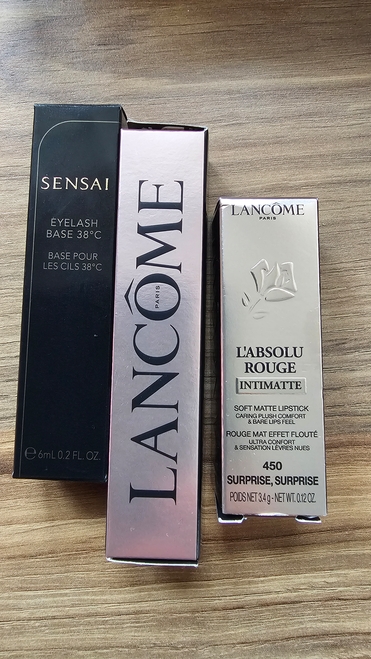 SENSAI
EYELASH
BASE 38°C
BASE POUR
LES CILS 38°C
℮ 6mL 0.2 FL. OZ.
LANCÔME
PARIS
LANCÔME
PARIS
L'ABSOLU
ROUGE
INTIMATTE
SOFT MATTE LIPSTICK
CARING PLUSH COMFORT
& BARE LIPS FEEL
ROUGE MAT EFFET FLOUTÉ
ULTRA CONFORT
& SENSATION LÈVRES NUES
450
SURPRISE, SURPRISE
POIDS NET 3.4 g - NET WT. 0.12 OZ.